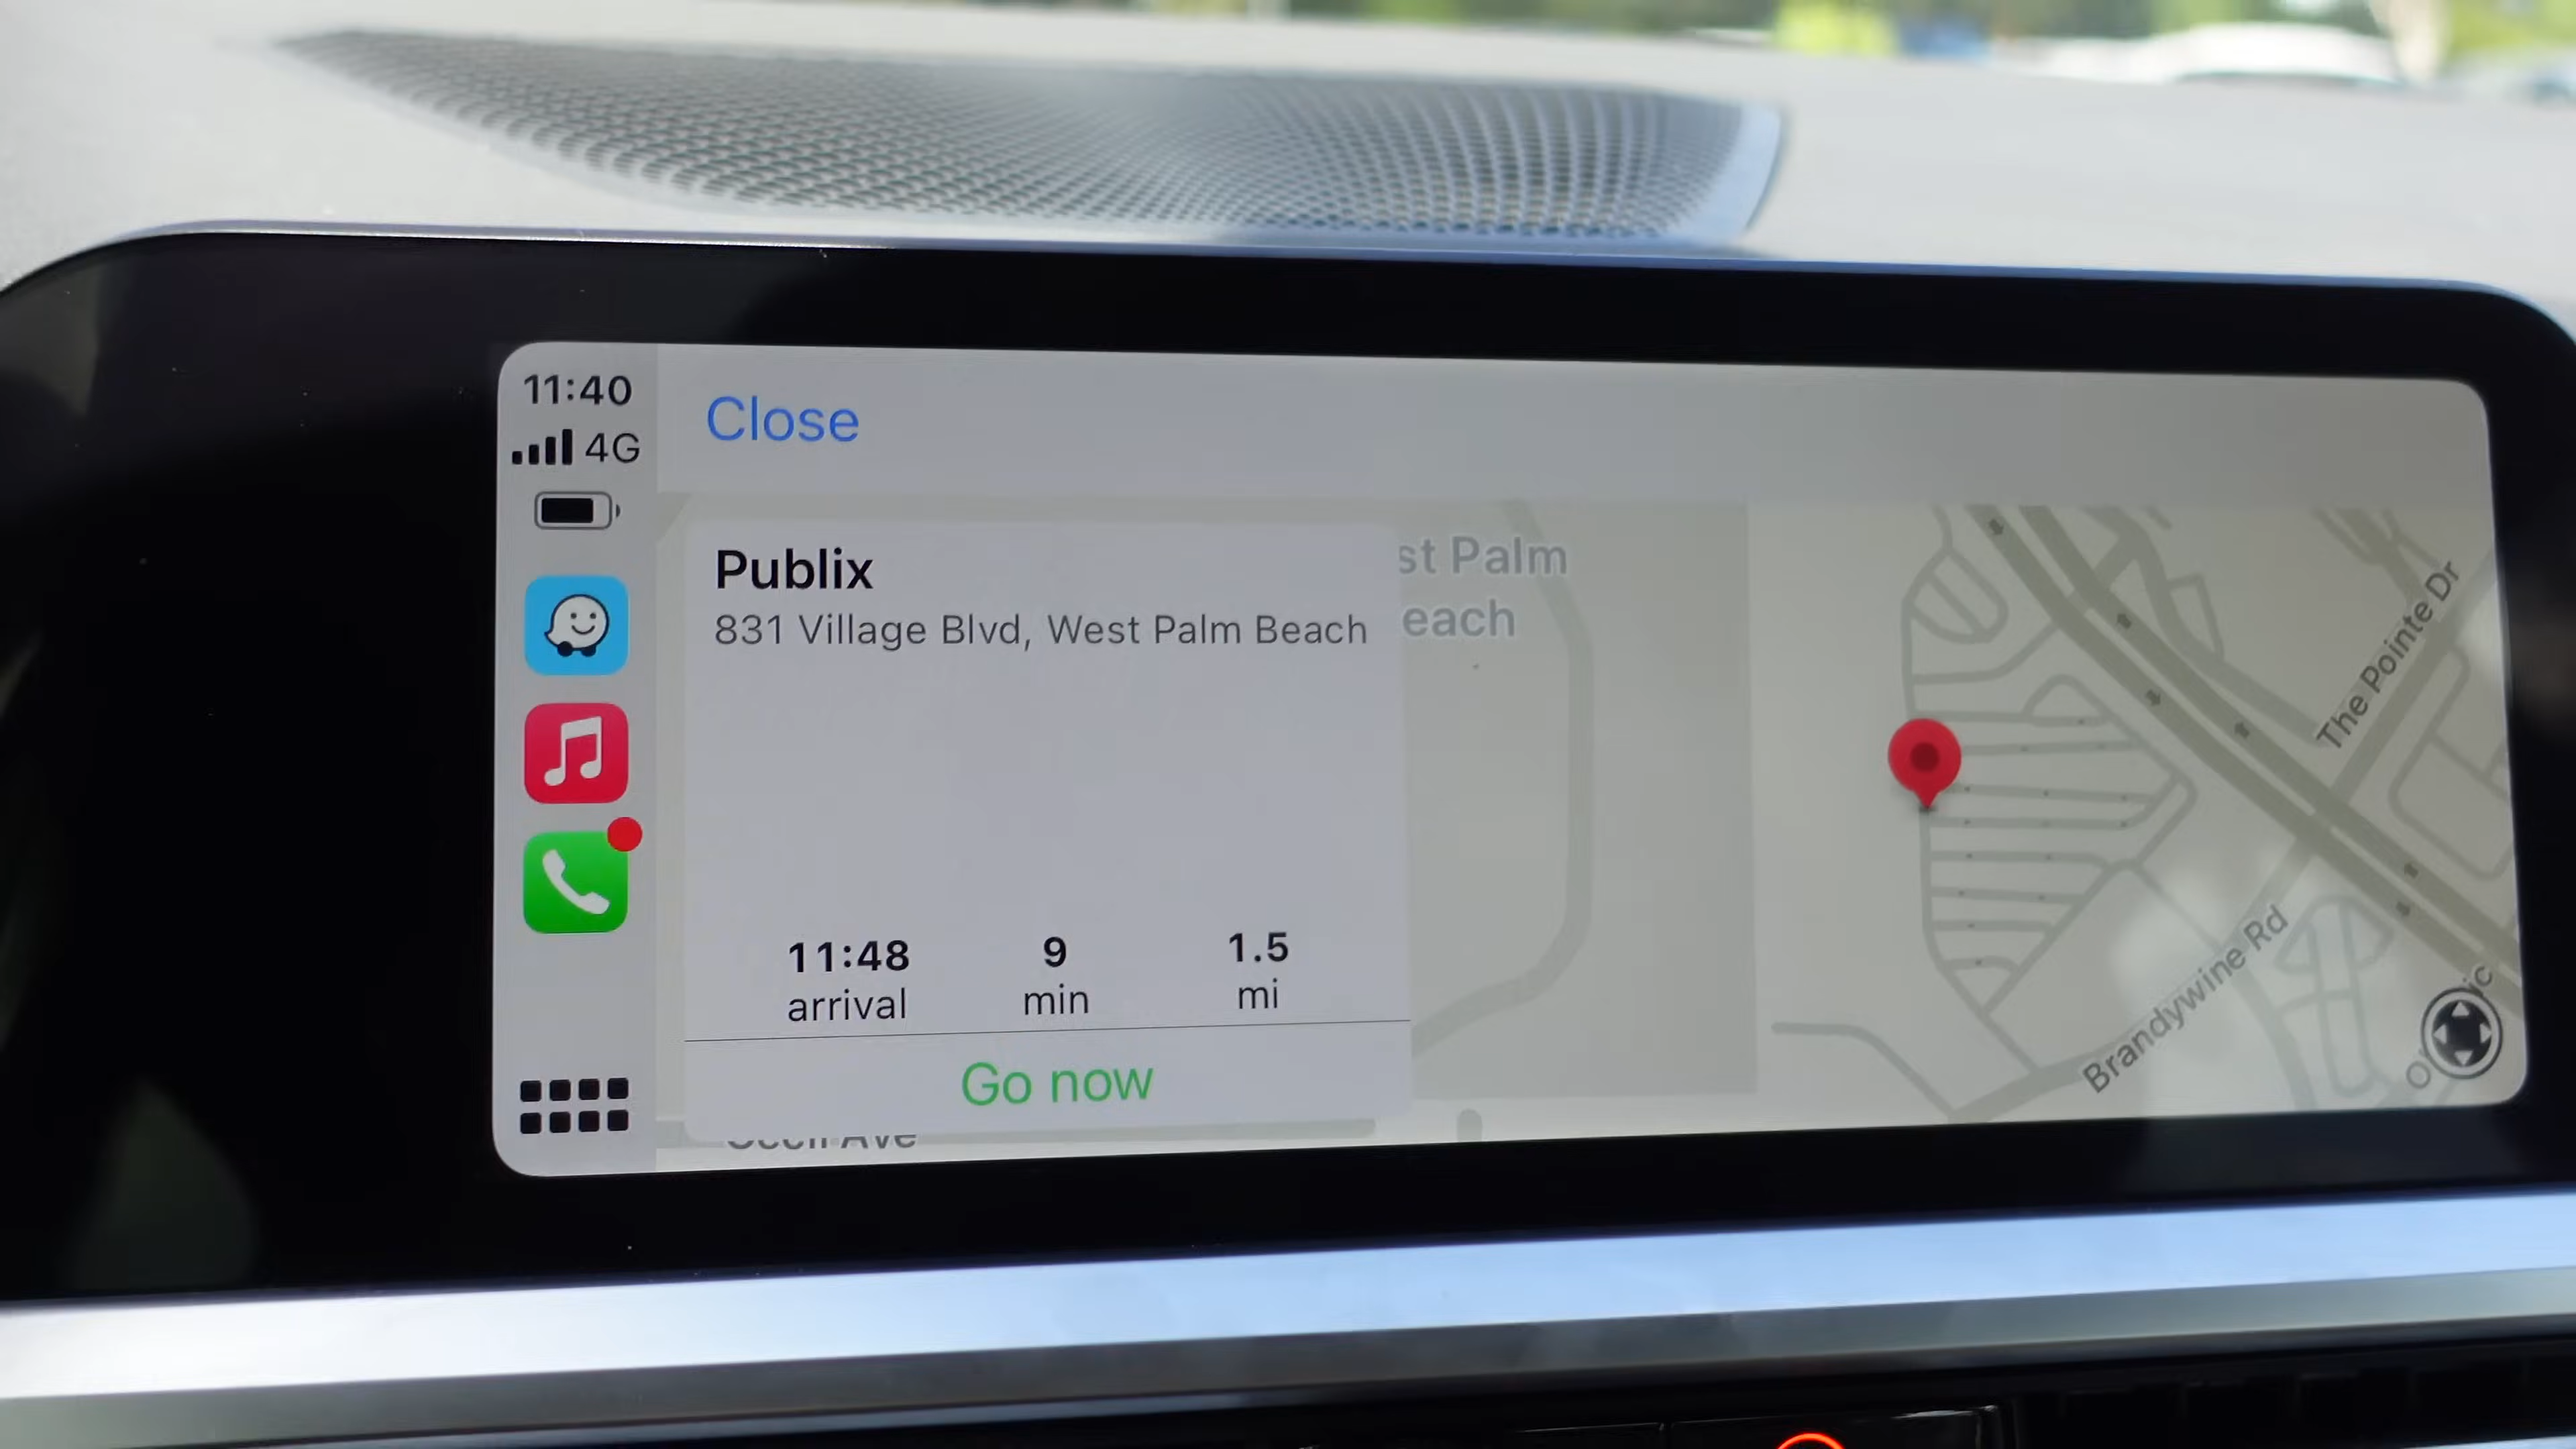 11:40
4G
Close
Publix
831 Village Blvd, West Palm Beach
st Palm
each
11:48
arrival
9
min
1.5
mi
Go now
The Pointe Dr
Brandywine Rd